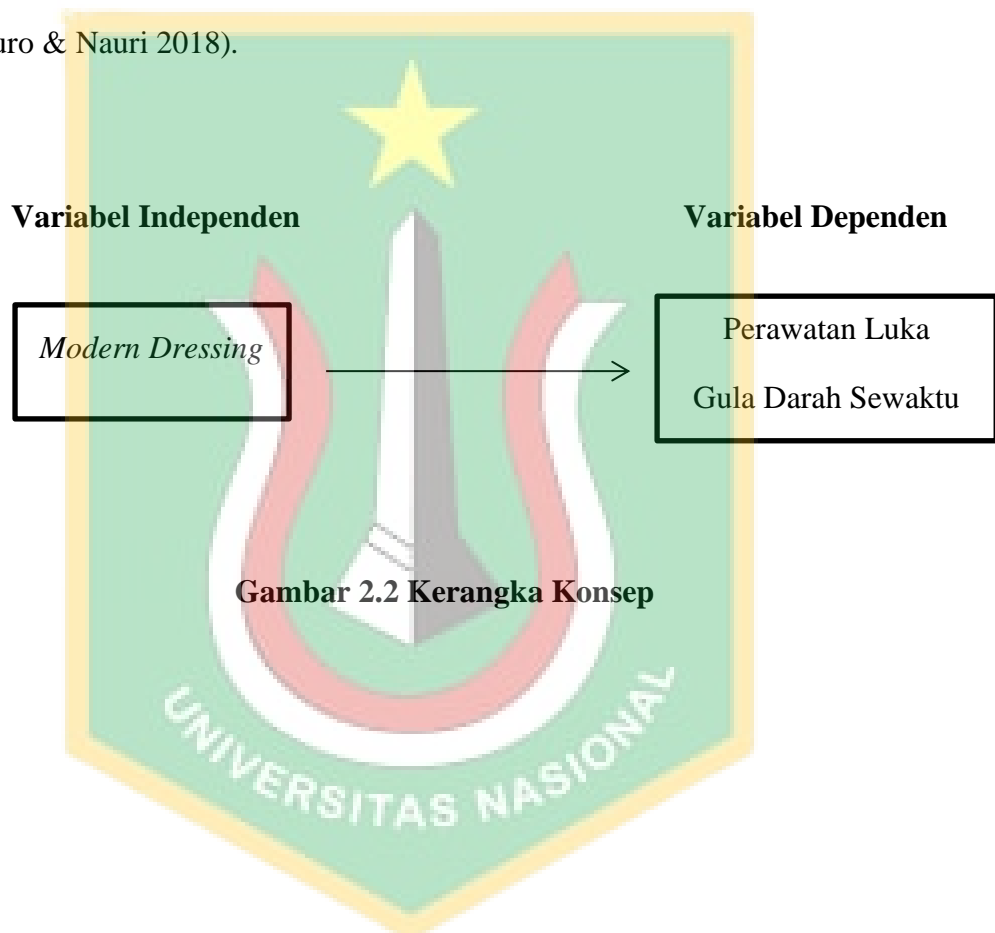 & Nauri 2018).
Variabel Independen
Variabel Dependen
Modern Dressing
Perawatan Luka
Gula Darah Sewaktu
Gambar 2.2 Kerangka Konsep
UNIVERSITAS NASIONAL